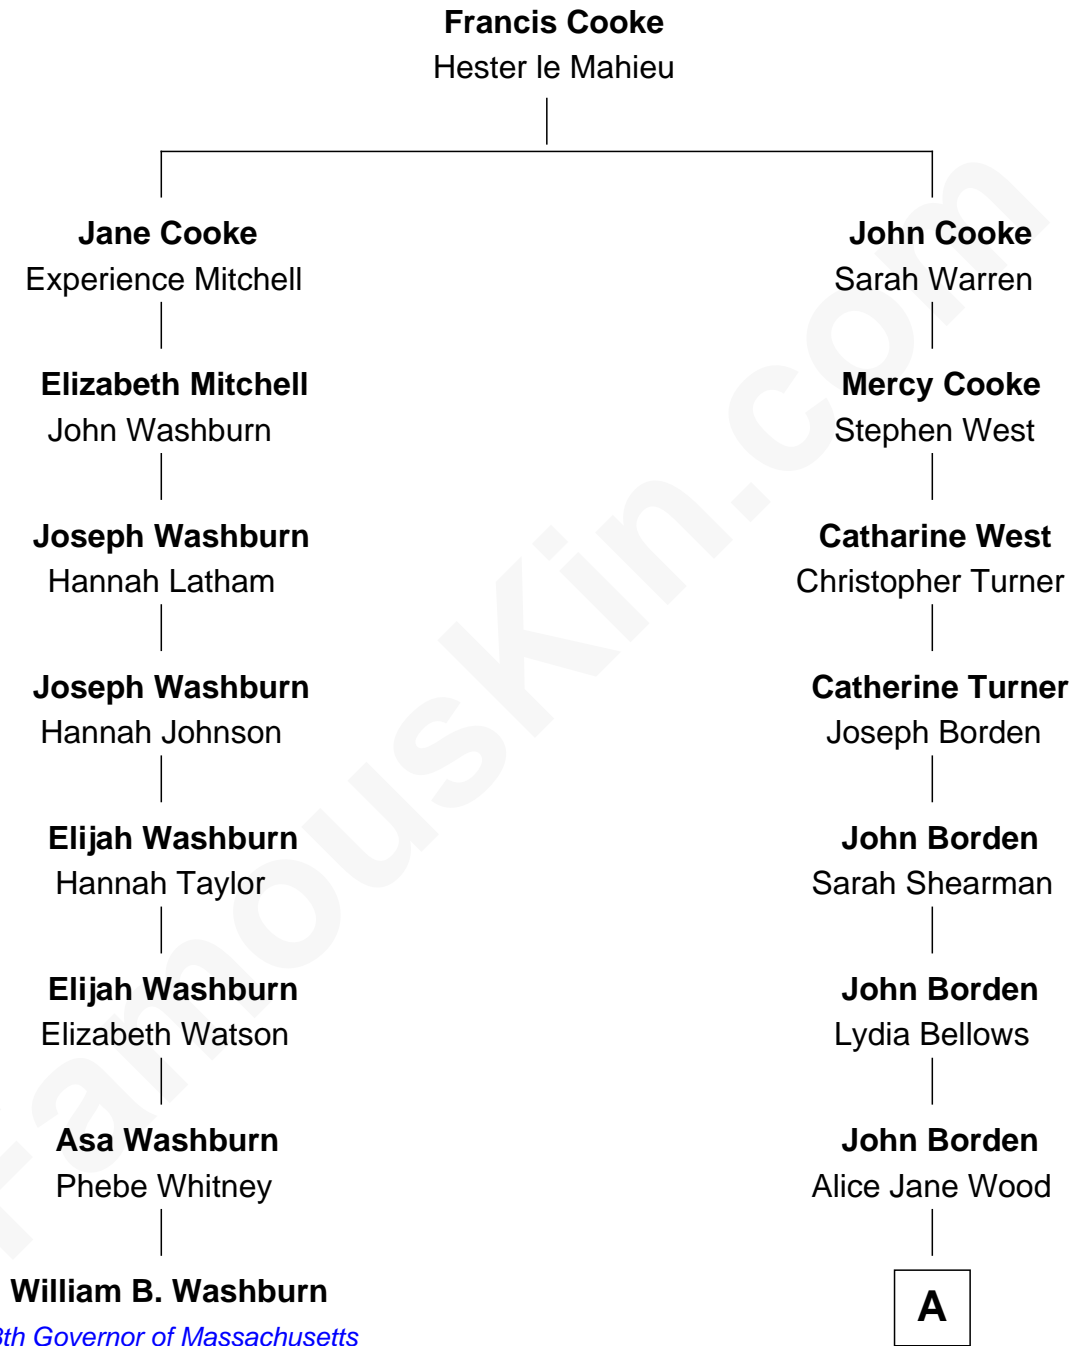 Francis Cooke
Hester le Mahieu
Jane Cooke
Experience Mitchell
John Cooke
Sarah Warren
Elizabeth Mitchell
John Washburn
Mercy Cooke
Stephen West
Joseph Washburn
Hannah Latham
Catharine West
Christopher Turner
Joseph Washburn
Hannah Johnson
Catherine Turner
Joseph Borden
Elijah Washburn
Hannah Taylor
John Borden
Sarah Shearman
Elijah Washburn
Elizabeth Watson
John Borden
Lydia Bellows
Asa Washburn
Phebe Whitney
John Borden
Alice Jane Wood
William B. Washburn
8th Governor of Massachusetts
A
FamousKin.com